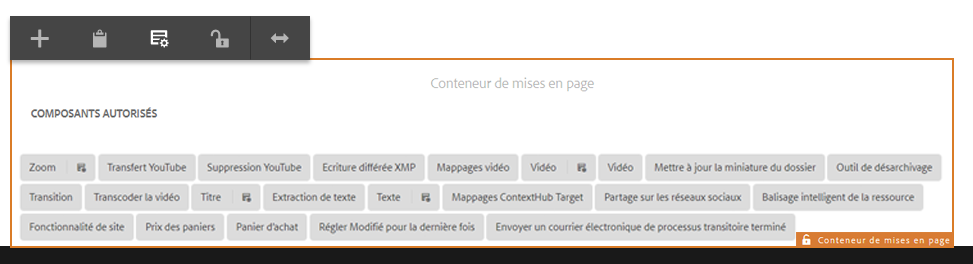 Conteneur de mises en page
COMPOSANTS AUTORISÉS
Zoom Transfert YouTube Suppression YouTube Ecriture différée XMP Mappages vidéo Vidéo Vidéo Mettre à jour la miniature du dossier Outil de désarchivage
Transition Transcoder la vidéo Titre Extraction de texte Texte Mappages ContextHub Target Partage sur les réseaux sociaux Balisage intelligent de la ressource
Fonctionnalité de site Prix des paniers Panier d'achat Régler Modifié pour la dernière fois Envoyer un courrier électronique de processus transitoire terminé
Conteneur de mises en page